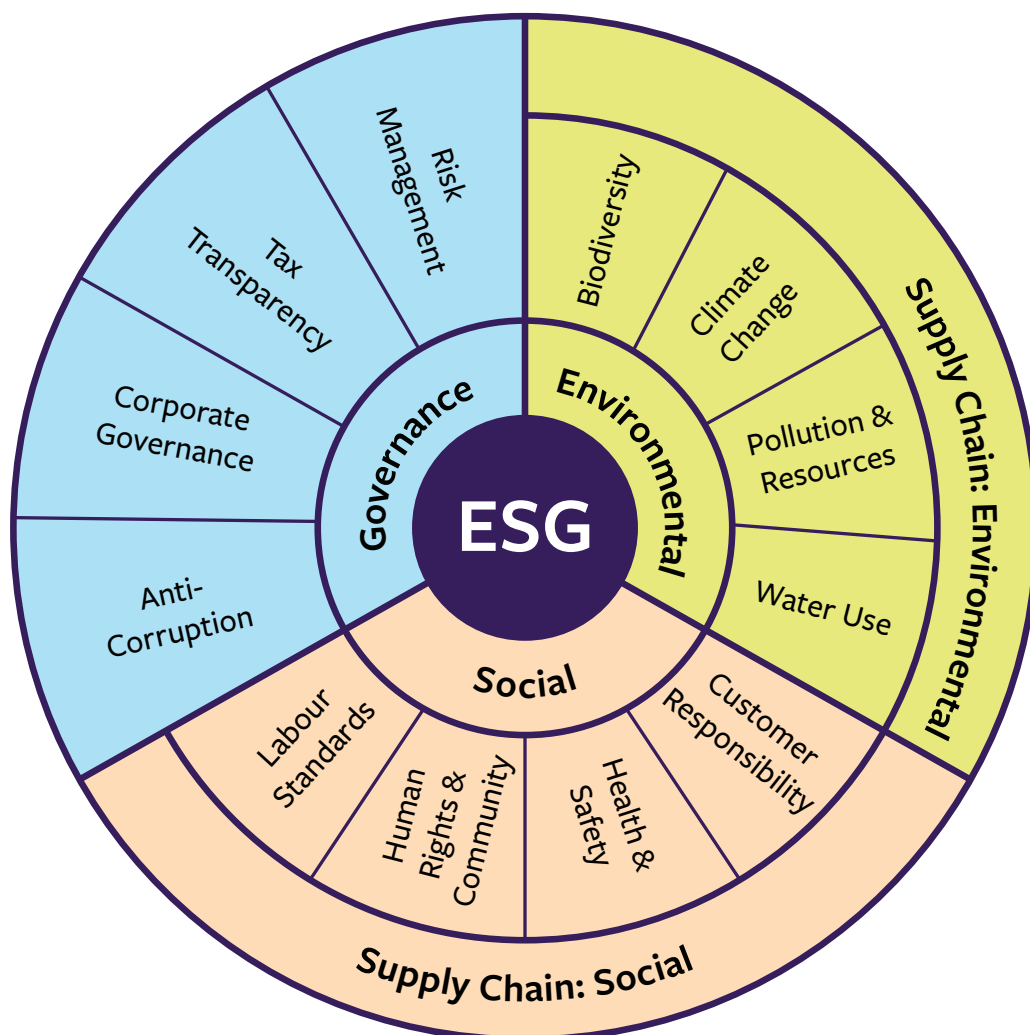 ESG
Environmental
Biodiversity
Climate
Change
Pollution &
Resources
Water Use
Supply Chain: Environmental
Social
Customer
Responsibility
Health &
Safety
Human
Rights &
Community
Labour
Standards
Supply Chain: Social
Governance
Anti-
Corruption
Corporate
Governance
Tax
Transparency
Risk
Management